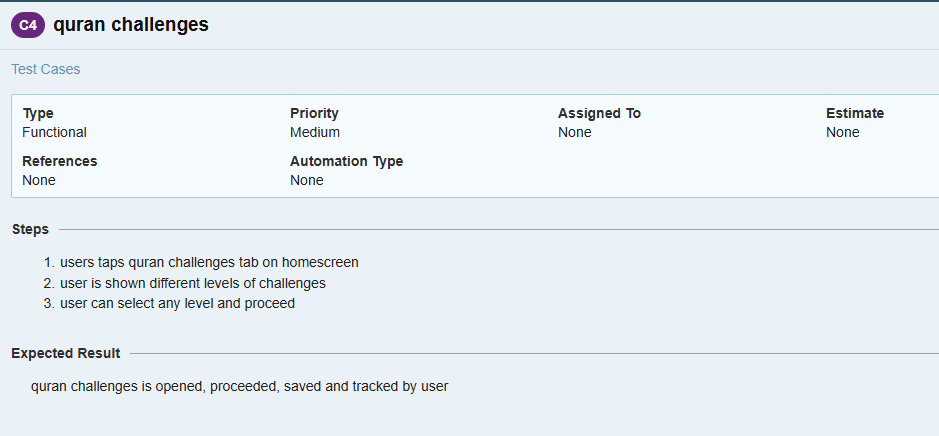 C4 quran challenges
Test Cases
Type Priority Assigned To Estimate
Functional Medium None None
References Automation Type
None None
Steps
1. users taps quran challenges tab on homescreen
2. user is shown different levels of challenges
3. user can select any level and proceed
Expected Result
quran challenges is opened, proceeded, saved and tracked by user